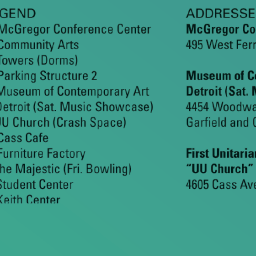 GEND
McGregor Conference Center
Community Arts
Towers (Dorms)
Parking Structure 2
Museum of Contemporary Art
Detroit (Sat. Music Showcase)
UU Church (Crash Space)
Cass Cafe
Furniture Factory
The Majestic (Fri. Bowling)
Student Center
Keith Center
ADDRESSE
McGregor Co
495 West Ferr
Museum of Co
Detroit (Sat. M
4454 Woodwa
Garfield and C
First Unitaria
“UU Church”
4605 Cass Ave